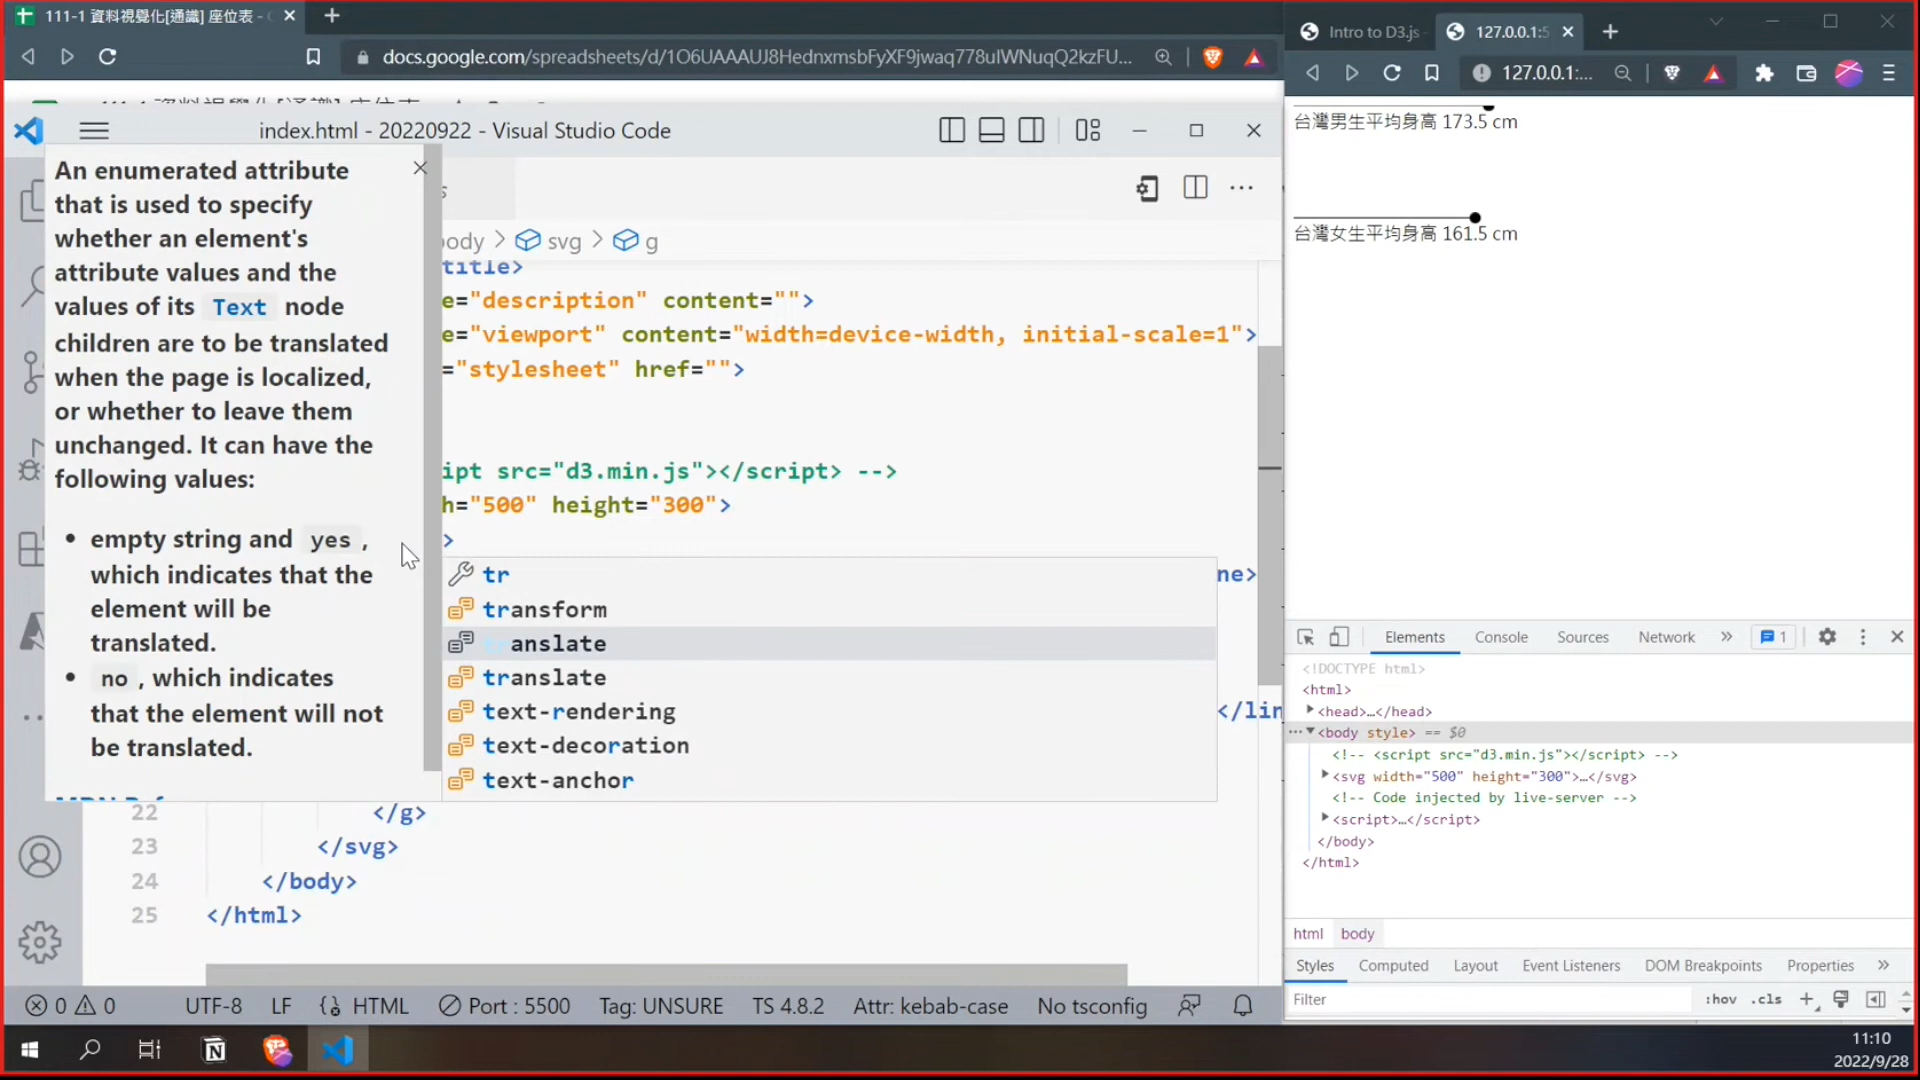 111-1 資料視覺化[通識] 座位表 -
docs.google.com/spreadsheets/d/1O6UAAAUJ8HednxmsbFyXF9jwaq778uIWNuqQ2kzFU...
index.html - 20220922 - Visual Studio Code
An enumerated attribute
that is used to specify
whether an element's
attribute values and the
values of its Text node
children are to be translated
when the page is localized,
or whether to leave them
unchanged. It can have the
following values:
• empty string and yes ,
which indicates that the
element will be
translated.
• no , which indicates
that the element will not
be translated.
ody > svg > g
title>
e="description" content="">
e="viewport" content="width=device-width, initial-scale=1">
="stylesheet" href="">
ipt src="d3.min.js"></script> -->
h="500" height="300">
>
ne>
tr
transform
translate
translate
text-rendering
text-decoration
text-anchor
</lin
22 </g>
23 </svg>
24 </body>
25 </html>
0 0 UTF-8 LF HTML Port : 5500 Tag: UNSURE TS 4.8.2 Attr: kebab-case No tsconfig
Intro to D3.js
127.0.0.1:5
127.0.0.1:...
台灣男生平均身高 173.5 cm
台灣女生平均身高 161.5 cm
Elements Console Sources Network » 1
<!DOCTYPE html>
<html>
<head>…</head>
<body style> == $0
<!-- <script src="d3.min.js"></script> -->
<svg width="500" height="300">…</svg>
<!-- Code injected by live-server -->
<script>…</script>
</body>
</html>
html body
Styles Computed Layout Event Listeners DOM Breakpoints Properties »
Filter :hov .cls +
11:10
2022/9/28